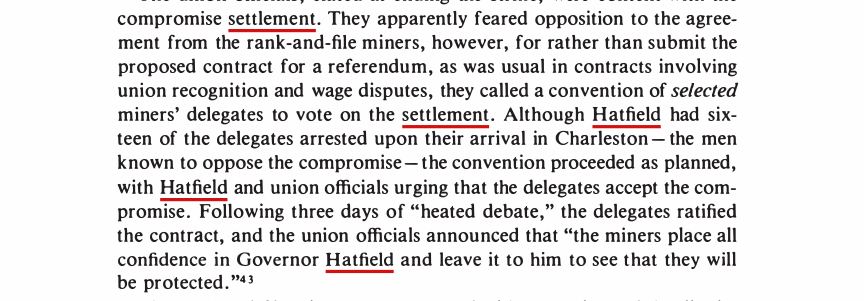 compromise settlement. They apparently feared opposition to the agree-
ment from the rank-and-file miners, however, for rather than submit the
proposed contract for a referendum, as was usual in contracts involving
union recognition and wage disputes, they called a convention of selected
miners' delegates to vote on the settlement. Although Hatfield had six-
teen of the delegates arrested upon their arrival in Charleston—the men
known to oppose the compromise—the convention proceeded as planned,
with Hatfield and union officials urging that the delegates accept the com-
promise. Following three days of “heated debate,” the delegates ratified
the contract, and the union officials announced that “the miners place all
confidence in Governor Hatfield and leave it to him to see that they will
be protected.”⁴³